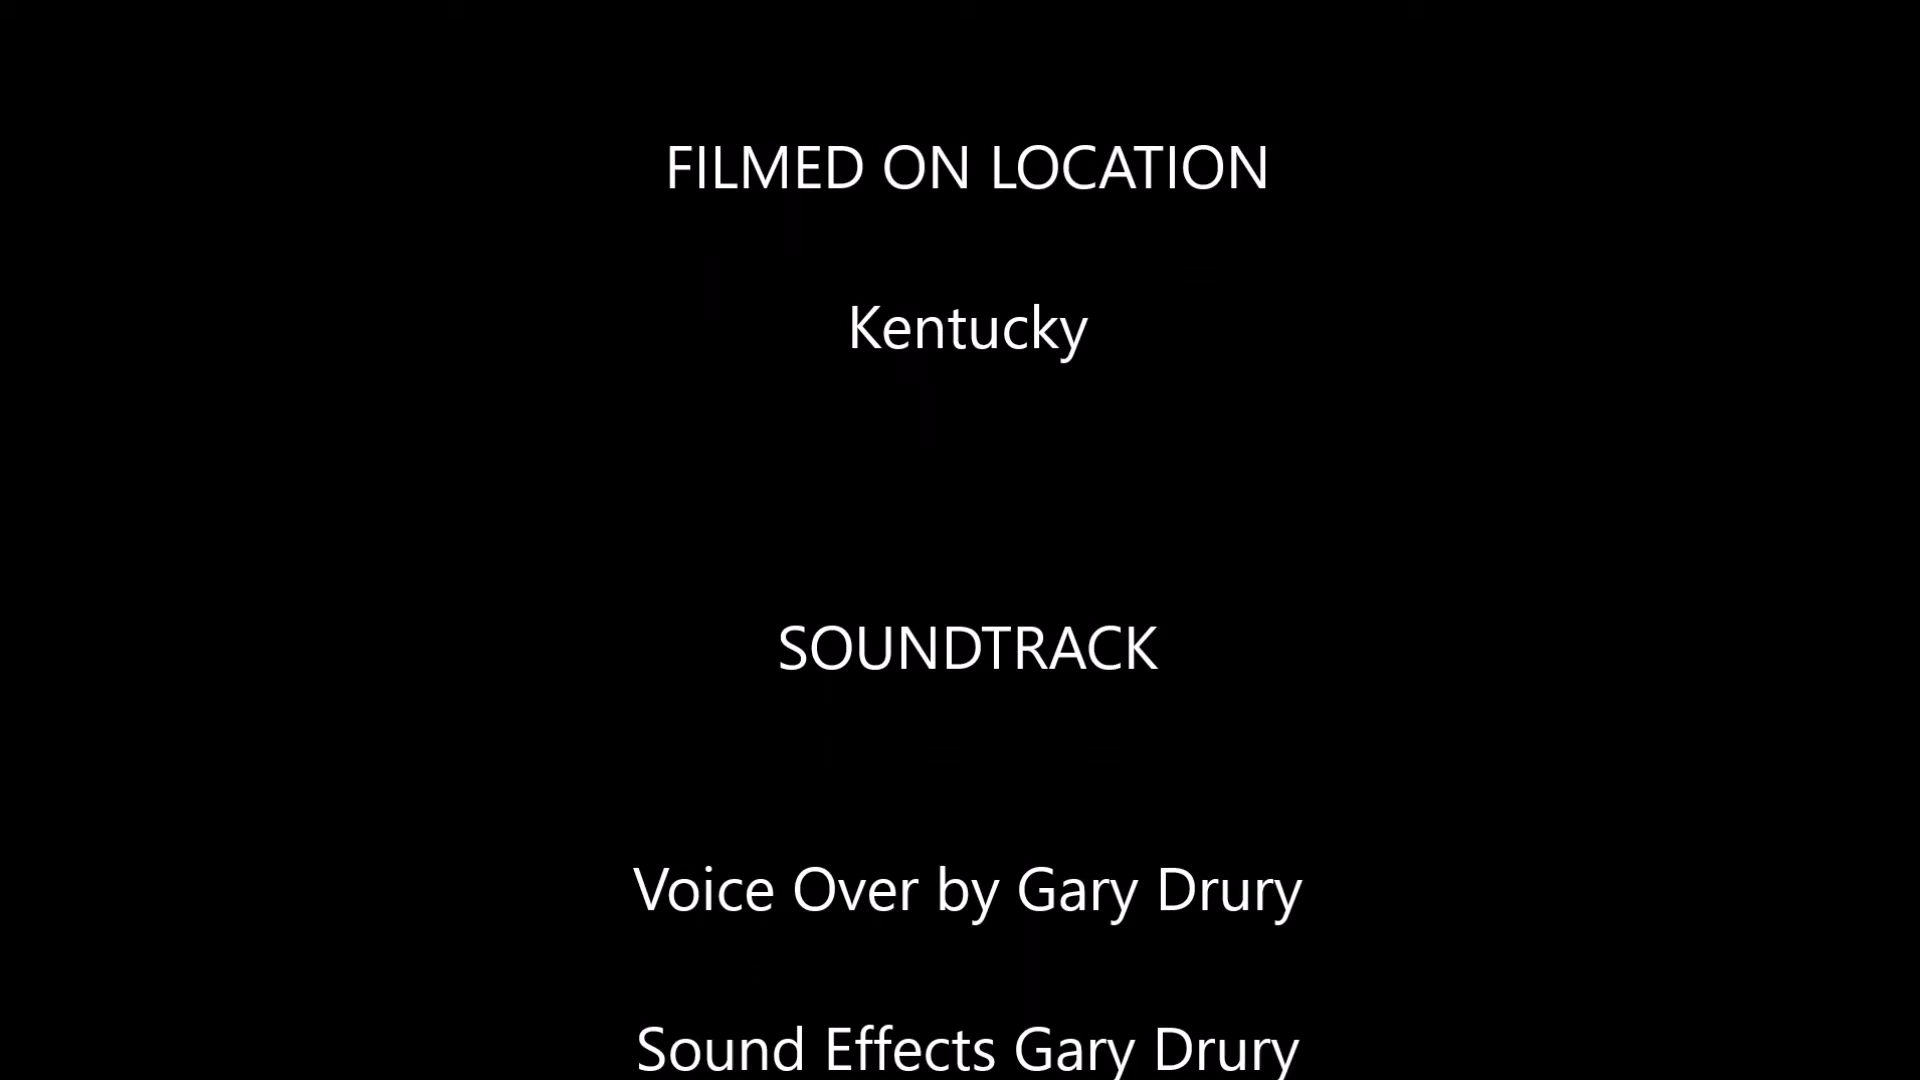 FILMED ON LOCATION
Kentucky
SOUNDTRACK
Voice Over by Gary Drury
Sound Effects Gary Drury